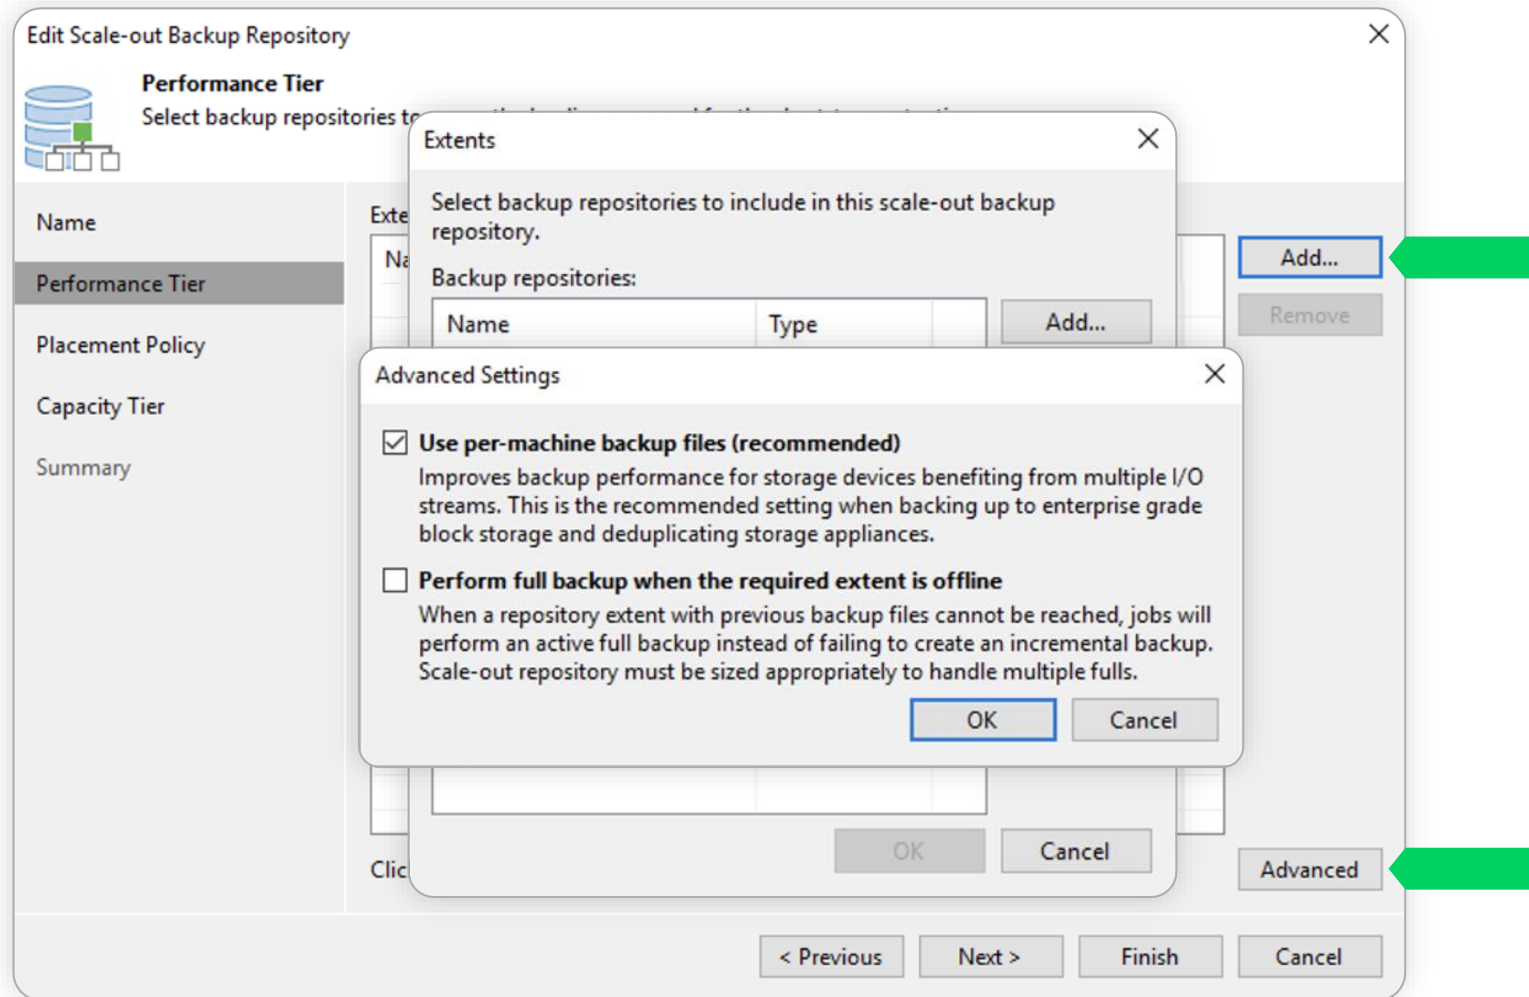 Edit Scale-out Backup Repository
Performance Tier
Select backup repositories to
Name
Performance Tier
Placement Policy
Capacity Tier
Summary
Add...
Remove
Advanced
Extents
Select backup repositories to include in this scale-out backup
repository.
Backup repositories:
Name Type
Add...
Advanced Settings
Use per-machine backup files (recommended)
Improves backup performance for storage devices benefiting from multiple I/O
streams. This is the recommended setting when backing up to enterprise grade
block storage and deduplicating storage appliances.
Perform full backup when the required extent is offline
When a repository extent with previous backup files cannot be reached, jobs will
perform an active full backup instead of failing to create an incremental backup.
Scale-out repository must be sized appropriately to handle multiple fulls.
OK Cancel
OK Cancel
< Previous Next > Finish Cancel